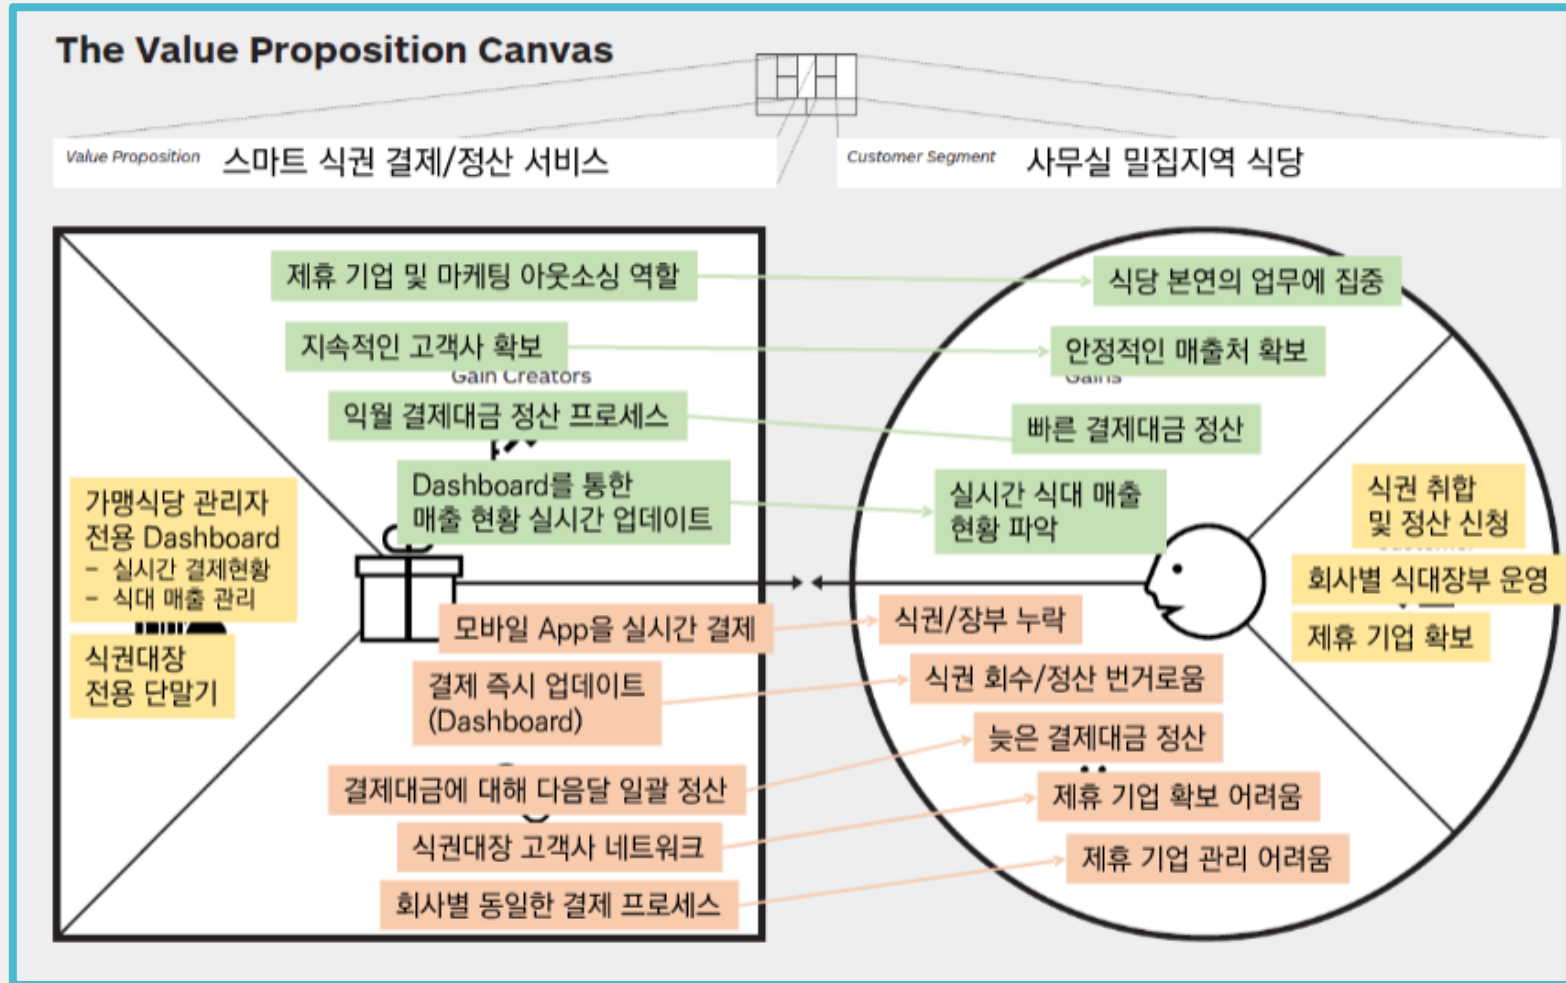 The Value Proposition Canvas
Value Proposition 스마트 식권 결제/정산 서비스
Customer Segment 사무실 밀집지역 식당
제휴 기업 및 마케팅 아웃소싱 역할
지속적인 고객사 확보
Gain Creators
익월 결제대금 정산 프로세스
Dashboard를 통한
매출 현황 실시간 업데이트
가맹식당 관리자
전용 Dashboard
- 실시간 결제현황
- 식대 매출 관리
식권대장
전용 단말기
모바일 App을 실시간 결제
결제 즉시 업데이트
(Dashboard)
결제대금에 대해 다음달 일괄 정산
식권대장 고객사 네트워크
회사별 동일한 결제 프로세스
식당 본연의 업무에 집중
안정적인 매출처 확보
Gains
빠른 결제대금 정산
실시간 식대 매출
현황 파악
식권 취합
및 정산 신청
회사별 식대장부 운영
제휴 기업 확보
식권/장부 누락
식권 회수/정산 번거로움
늦은 결제대금 정산
제휴 기업 확보 어려움
제휴 기업 관리 어려움